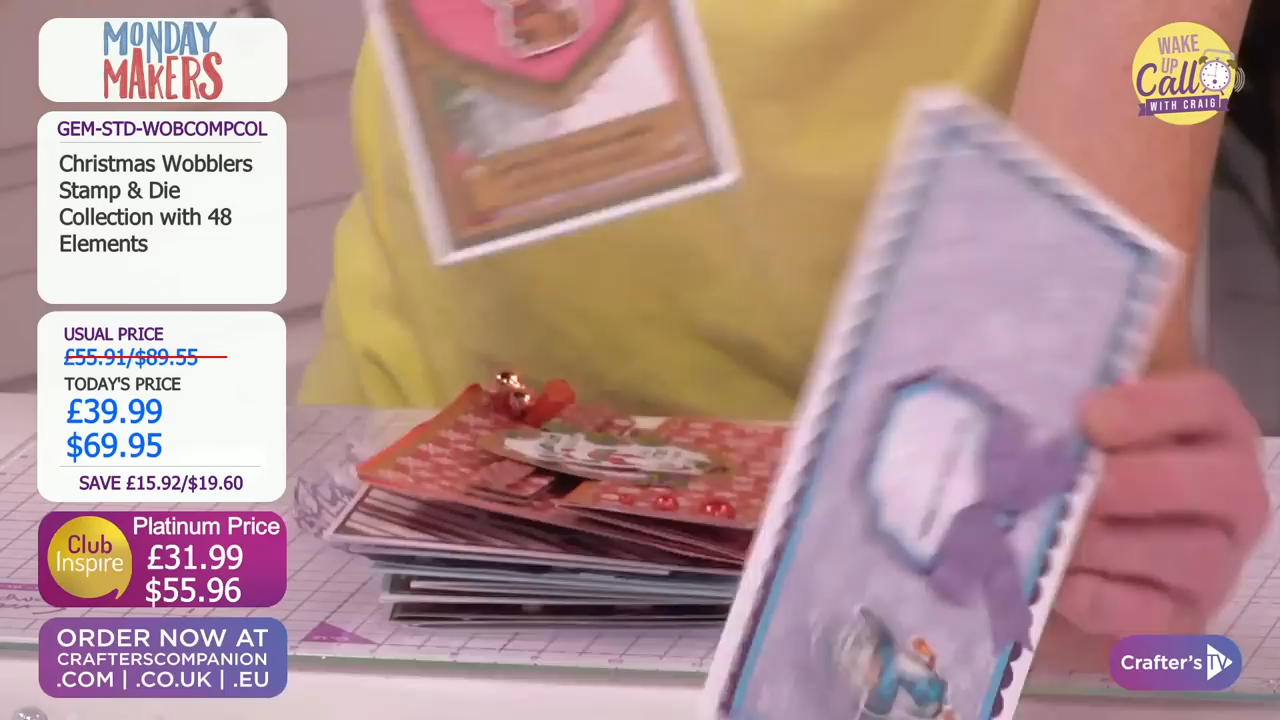 MONDAY
MAKERS
GEM-STD-WOBCOMPCOL
Christmas Wobblers
Stamp & Die
Collection with 48
Elements
USUAL PRICE
£55.91/$89.55
TODAY'S PRICE
£39.99
$69.95
SAVE £15.92/$19.60
Club
Inspire
Platinum Price
£31.99
$55.96
ORDER NOW AT
CRAFTERSCOMPANION
.COM | .CO.UK | .EU
WAKE
UP
Call
WITH CRAIG
Crafter's TV